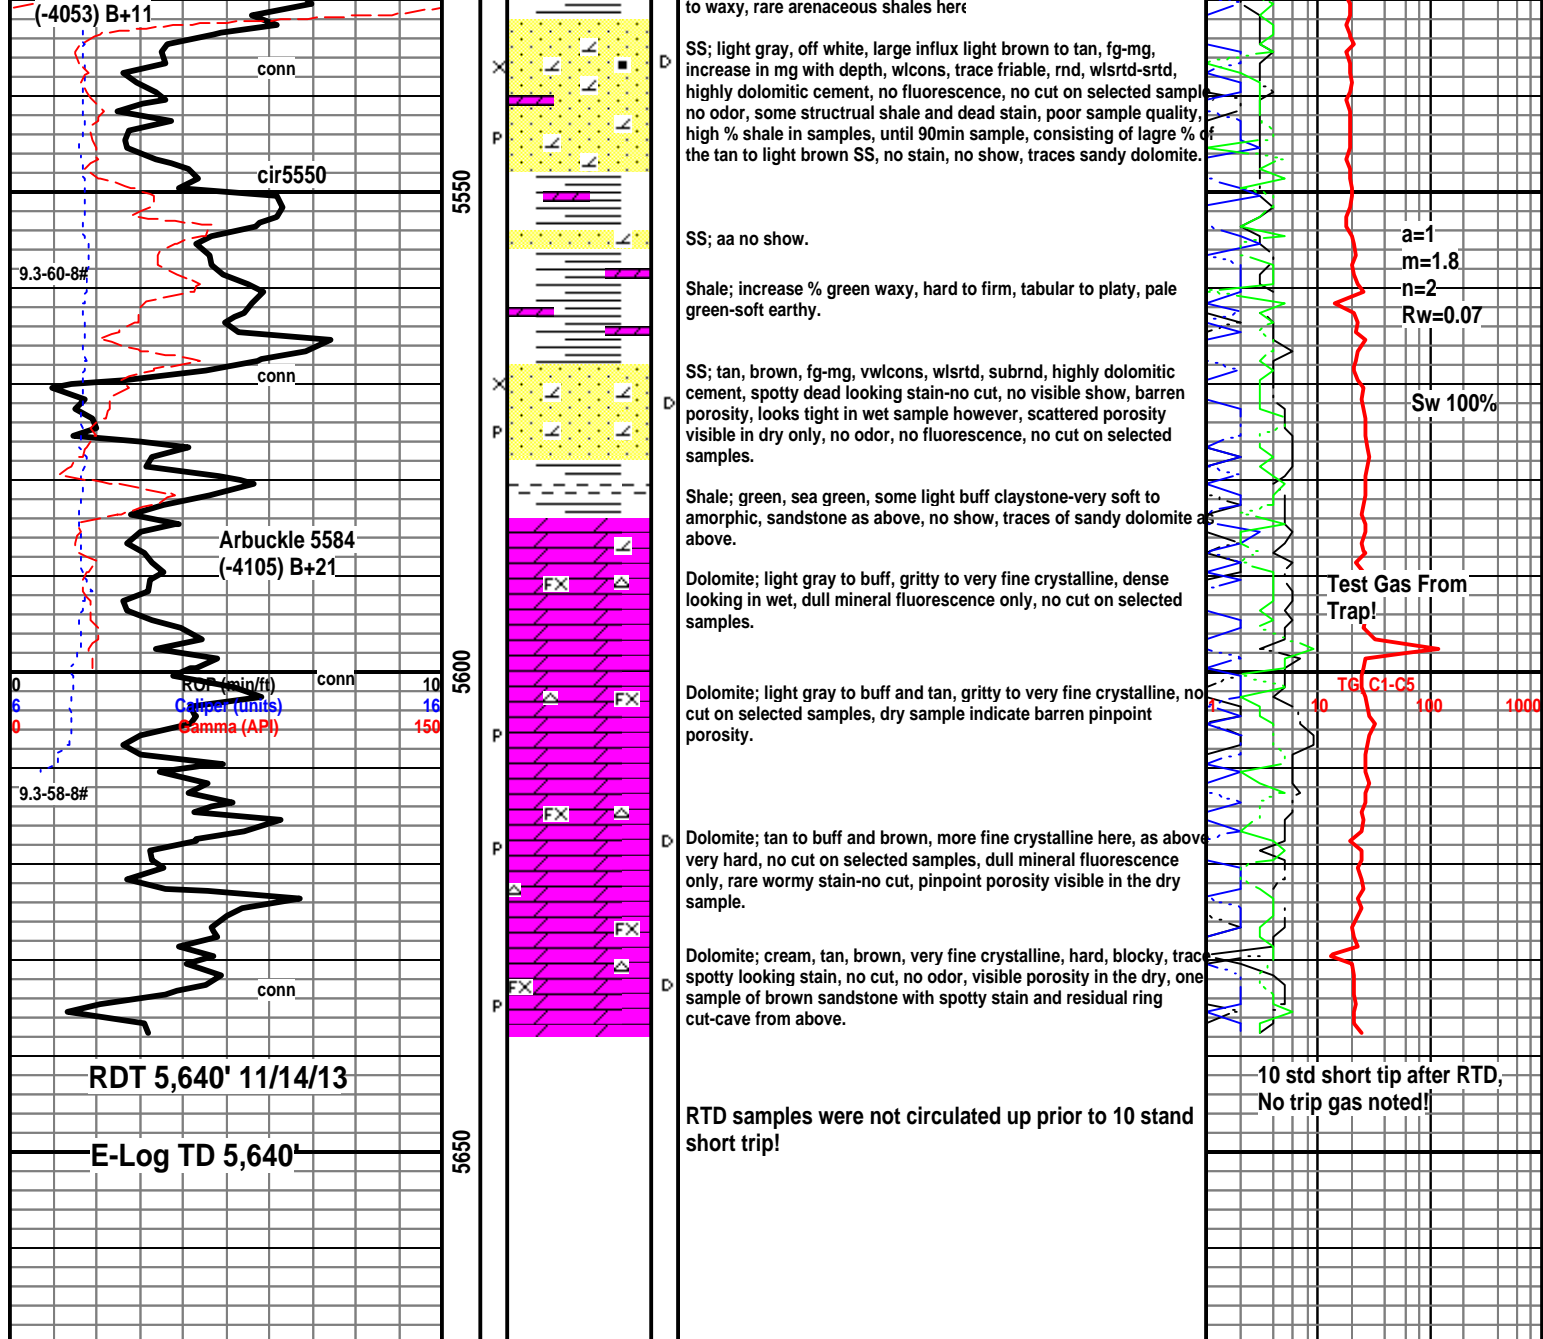 (-4053) B+11
to waxy, rare arenaceous shales here
conn
SS; light gray, off white, large influx light brown to tan, fg-mg,
increase in mg with depth, wlcons, trace friable, rnd, wlsrtd-srtd,
highly dolomitic cement, no fluorescence, no cut on selected sample
no odor, some structrual shale and dead stain, poor sample quality,
high % shale in samples, until 90min sample, consisting of lagre % of
the tan to light brown SS, no stain, no show, traces sandy dolomite.
D
P
cir5550
5550
SS; aa no show.
9.3-60-8#
Shale; increase % green waxy, hard to firm, tabular to platy, pale
green-soft earthy.
a=1
m=1.8
n=2
Rw=0.07
conn
SS; tan, brown, fg-mg, vwlcons, wlsrtd, subrnd, highly dolomitic
cement, spotty dead looking stain-no cut, no visible show, barren
porosity, looks tight in wet sample however, scattered porosity
visible in dry only, no odor, no fluorescence, no cut on selected
samples.
D
P
Sw 100%
Shale; green, sea green, some light buff claystone-very soft to
amorphic, sandstone as above, no show, traces of sandy dolomite as
above.
Arbuckle 5584
(-4105) B+21
Dolomite; light gray to buff, gritty to very fine crystalline, dense
looking in wet, dull mineral fluorescence only, no cut on selected
samples.
FX
Test Gas From
Trap!
5600
conn
0 ROP (min/ft) 10
6 Caliper (units) 16
0 Gamma (API) 150
Dolomite; light gray to buff and tan, gritty to very fine crystalline, no
cut on selected samples, dry sample indicate barren pinpoint
porosity.
FX
P
TG, C1-C5
1 10 100 1000
9.3-58-8#
FX
Dolomite; tan to buff and brown, more fine crystalline here, as above
very hard, no cut on selected samples, dull mineral fluorescence
only, rare wormy stain-no cut, pinpoint porosity visible in the dry
sample.
P
D
FX
Dolomite; cream, tan, brown, very fine crystalline, hard, blocky, trace
spotty looking stain, no cut, no odor, visible porosity in the dry, one
sample of brown sandstone with spotty stain and residual ring
cut-cave from above.
FX
D
P
conn
RDT 5,640' 11/14/13
10 std short tip after RTD,
No trip gas noted!
RTD samples were not circulated up prior to 10 stand
short trip!
E-Log TD 5,640'
5650